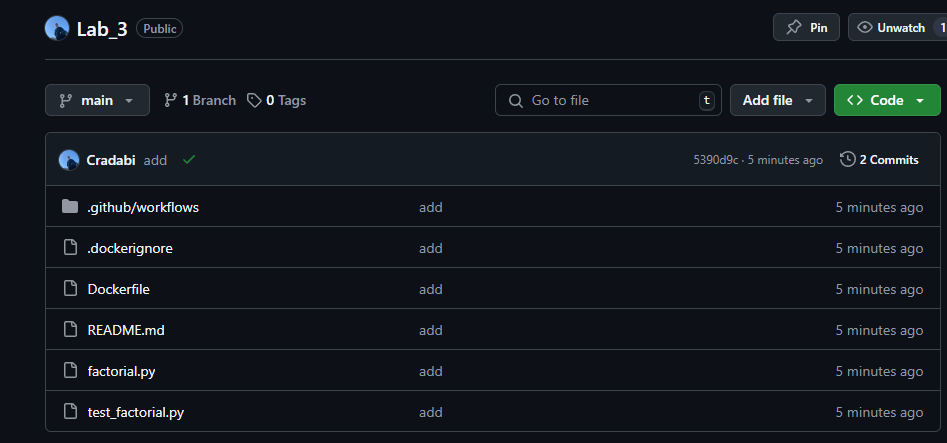 Lab_3 Public Pin Unwatch 1
main 1 Branch 0 Tags Go to file t Add file <> Code
Cradabi add 5390d9c · 5 minutes ago 2 Commits
.github/workflows add 5 minutes ago
.dockerignore add 5 minutes ago
Dockerfile add 5 minutes ago
README.md add 5 minutes ago
factorial.py add 5 minutes ago
test_factorial.py add 5 minutes ago